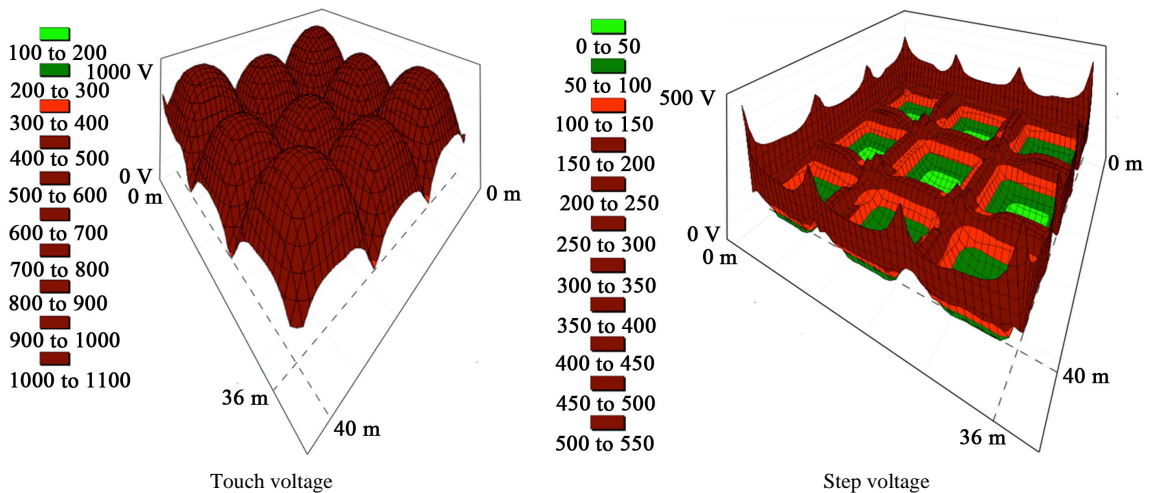 100 to 200
200 to 300
300 to 400
400 to 500
500 to 600
600 to 700
700 to 800
800 to 900
900 to 1000
1000 to 1100
1000 V
0 V
0 m
0 m
36 m
40 m
Touch voltage
0 to 50
50 to 100
100 to 150
150 to 200
200 to 250
250 to 300
300 to 350
350 to 400
400 to 450
450 to 500
500 to 550
500 V
0 V
0 m
0 m
40 m
36 m
Step voltage